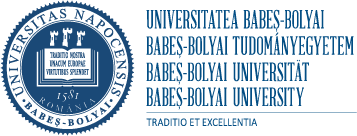 UNIVERSITAS NAPOCENSIS
TRADITIO NOSTRA
UNACUM EUROPAE
VIRTUTIBUS SPLENDET
1581
ROMANIA
·BABEȘ-BOLYAI·
UNIVERSITATEA BABEȘ-BOLYAI
BABEȘ-BOLYAI TUDOMÁNYEGYETEM
BABEȘ-BOLYAI UNIVERSITÄT
BABEȘ-BOLYAI UNIVERSITY
TRADITIO ET EXCELLENTIA